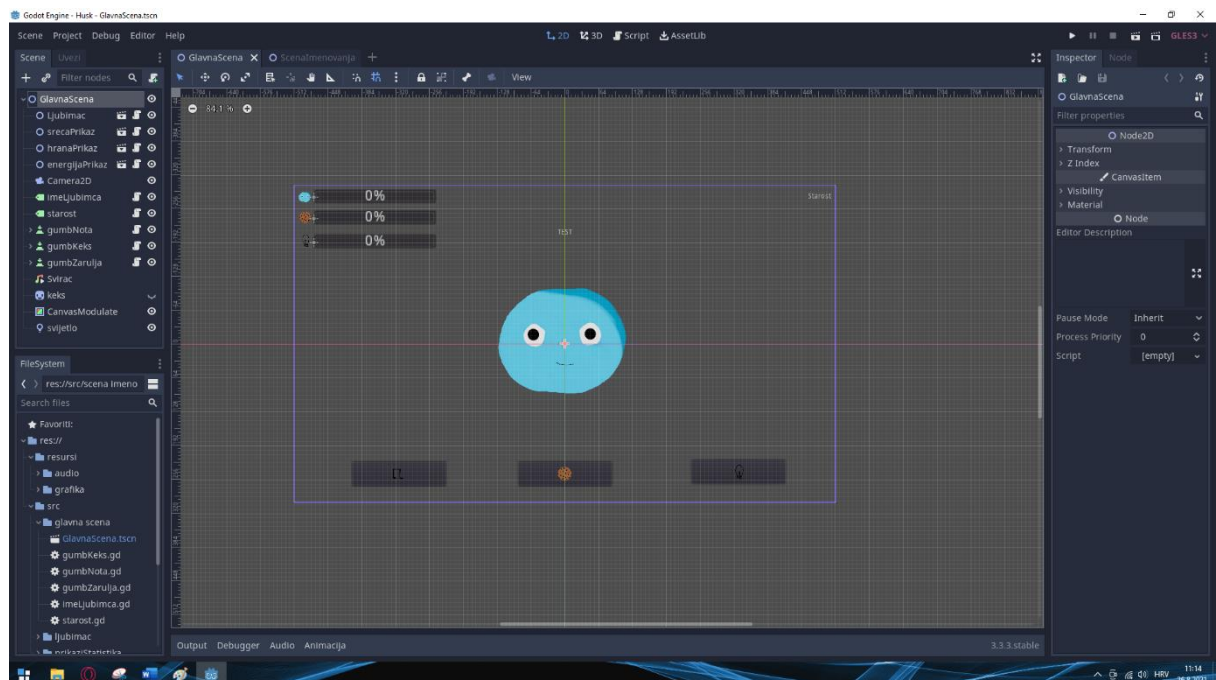 Godot Engine - Husk - GlavnaScena.tscn
Scene Project Debug Editor Help
2D 3D Script AssetLib
GLES3
Scene Uvezi
Filter nodes
GlavnaScena
Ljubimac
srecaPrikaz
hranaPrikaz
energijaPrikaz
Camera2D
imeLjubimca
starost
gumbNota
gumbKeks
gumbZarulja
Svirac
keks
CanvasModulate
svijetlo
FileSystem
res://src/scena Imeno
Search files
Favoriti:
res://
resursi
audio
grafika
src
glavna scena
GlavnaScena.tscn
gumbKeks.gd
gumbNota.gd
gumbZarulja.gd
imeLjubimca.gd
starost.gd
ljubimac
prikaziStatistika
GlavnaScena X ScenaImenovanja +
View
84.1 %
0%
0%
0%
Starost
TEST
Output Debugger Audio Animacija
3.3.3.stable
Inspector Node
GlavnaScena
Filter properties
Node2D
Transform
Z Index
CanvasItem
Visibility
Material
Node
Editor Description
Pause Mode Inherit
Process Priority 0
Script [empty]
HRV
11:14